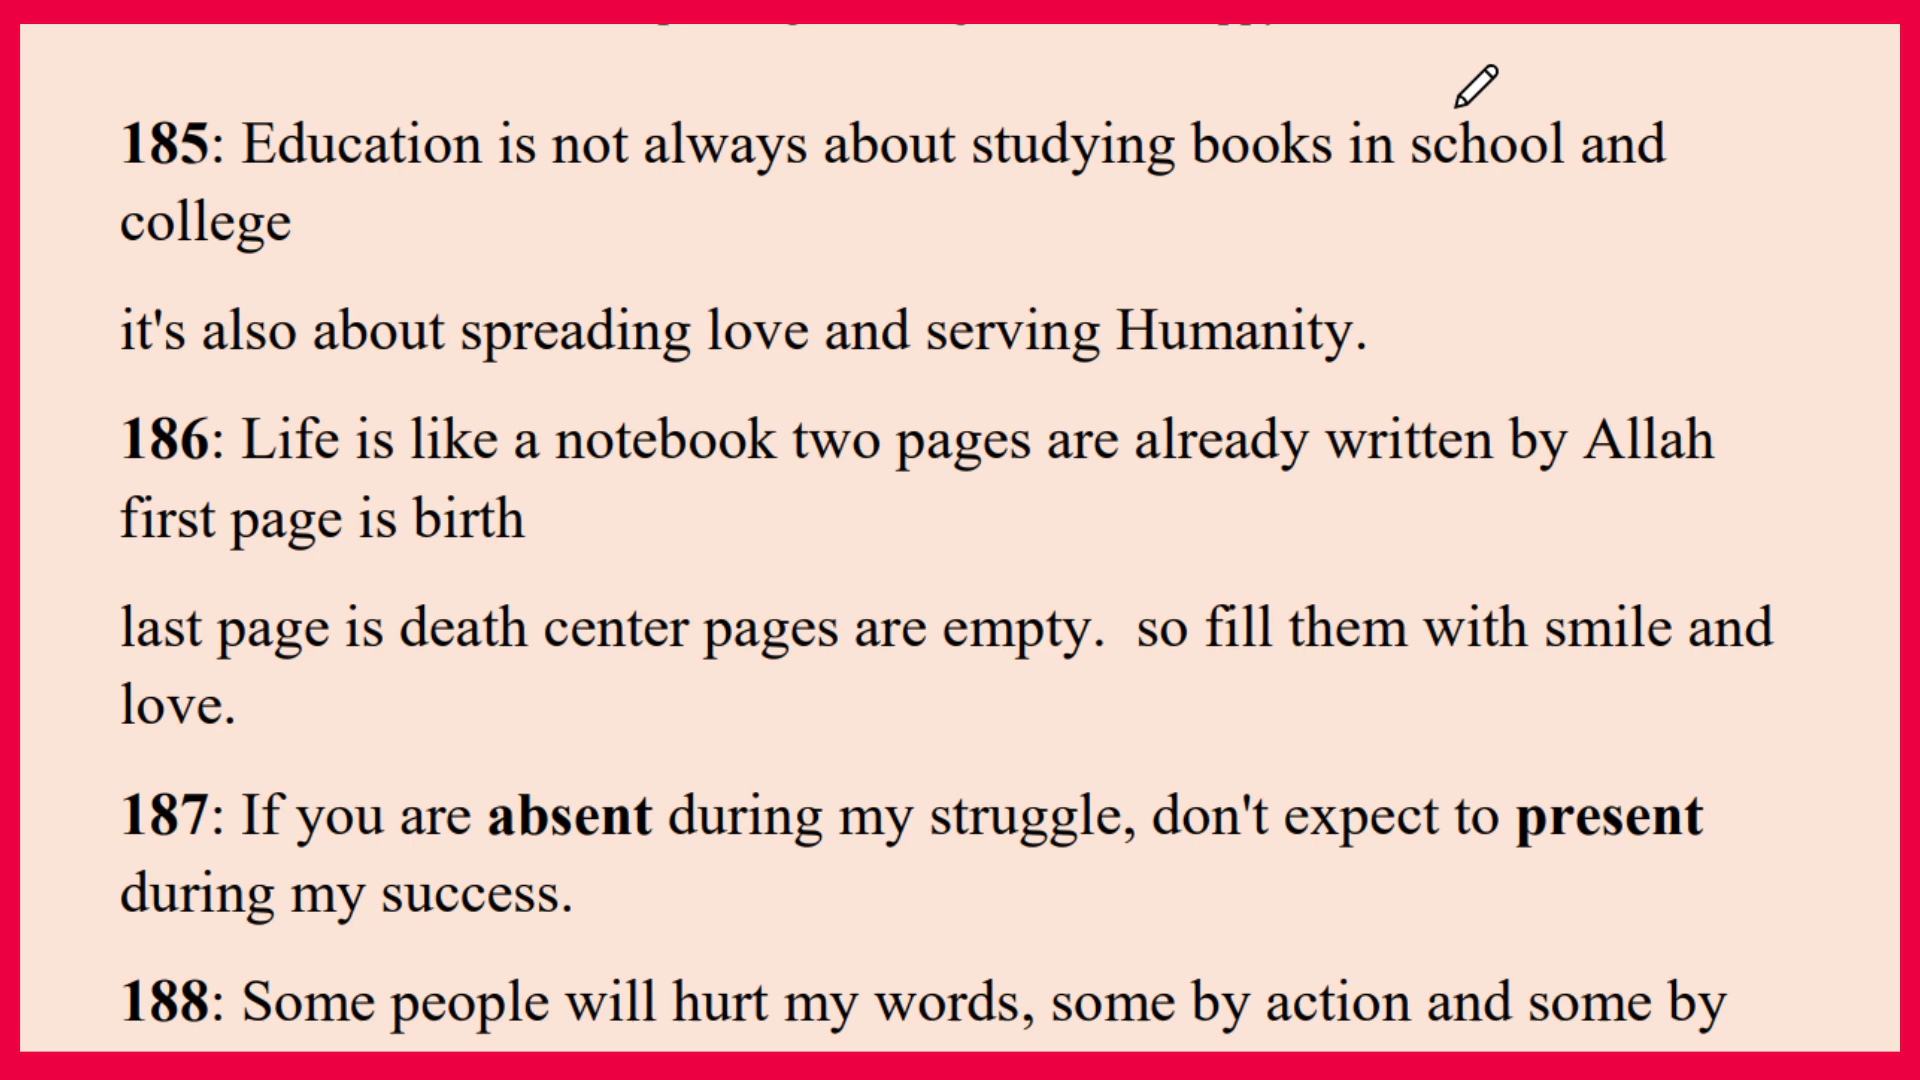 185: Education is not always about studying books in school and
college
it's also about spreading love and serving Humanity.
186: Life is like a notebook two pages are already written by Allah
first page is birth
last page is death center pages are empty.  so fill them with smile and
love.
187: If you are absent during my struggle, don't expect to present
during my success.
188: Some people will hurt my words, some by action and some by